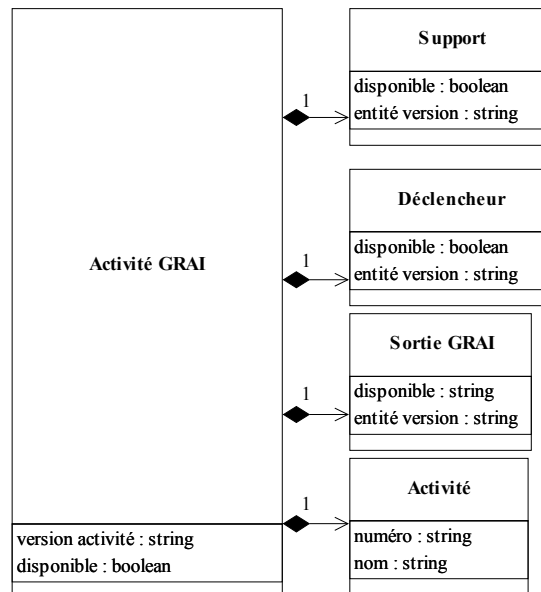 Support
disponible : boolean
entité version : string
1
Déclencheur
disponible : boolean
entité version : string
1
Activité GRAI
Sortie GRAI
disponible : string
entité version : string
1
Activité
numéro : string
nom : string
1
version activité : string
disponible : boolean